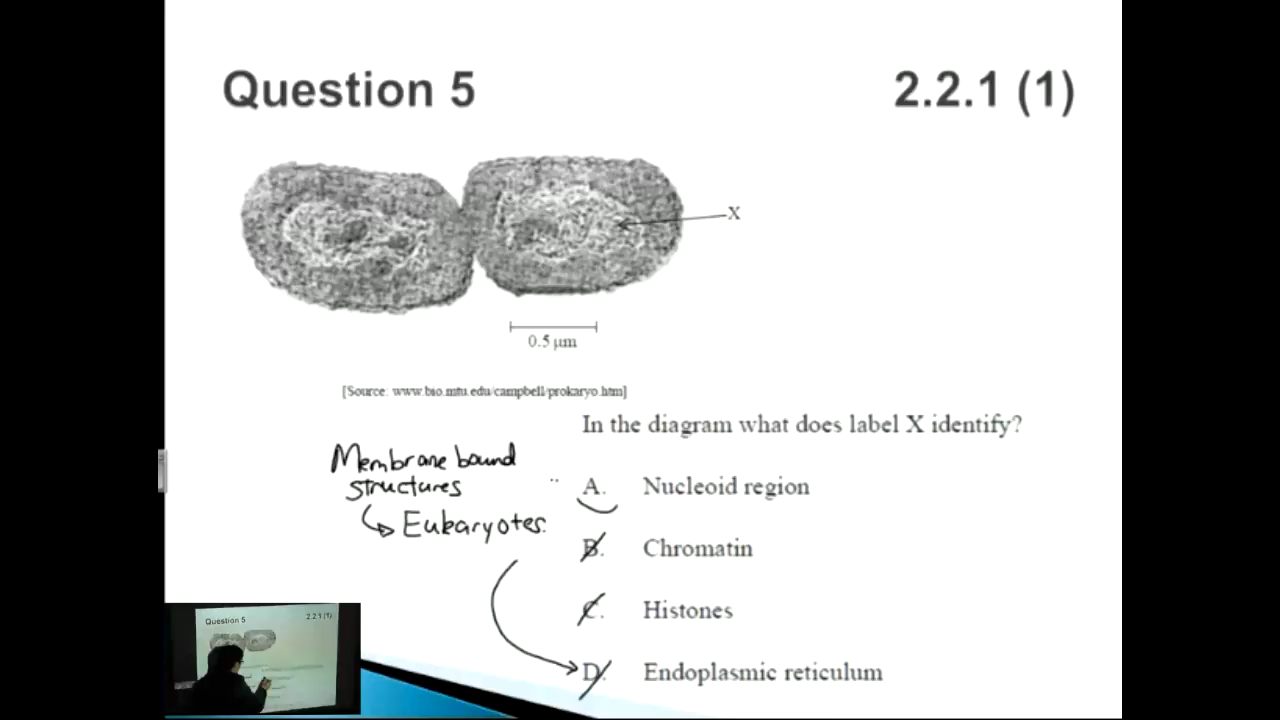 Question 5 2.2.1 (1)
X
0.5 µm
[Source: www.bio.mtu.edu/campbell/prokaryo.htm]
In the diagram what does label X identify?
Membrane bound
structures
Eukaryotes.
A. Nucleoid region
B. Chromatin
C. Histones
D. Endoplasmic reticulum
Question 5 2.2.1 (1)